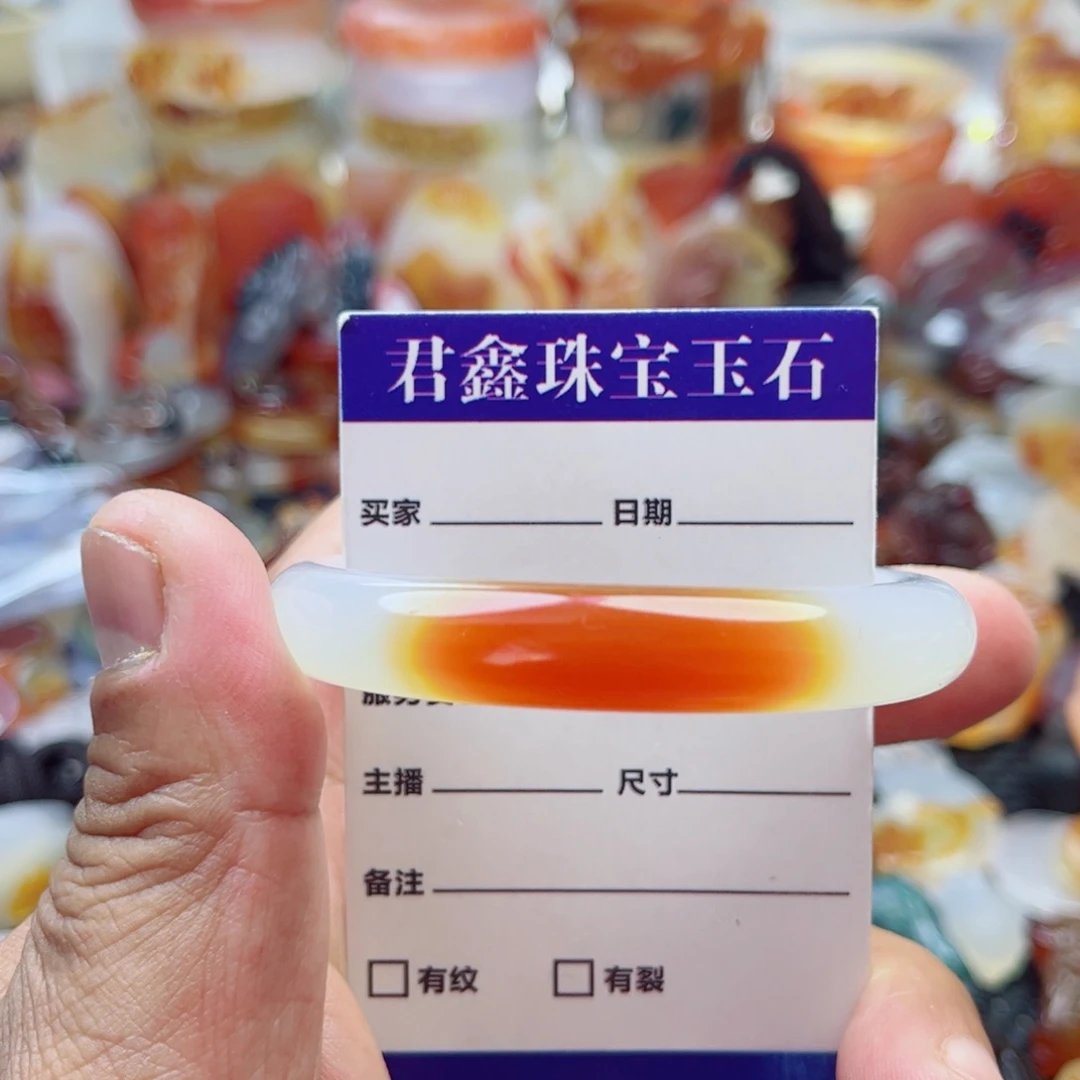 君鑫珠宝玉石
买家 日期
主播 尺寸
备注
有纹 有裂